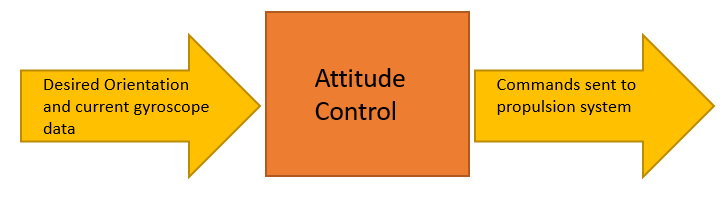 Desired Orientation
and current gyroscope
data
Attitude
Control
Commands sent to
propulsion system